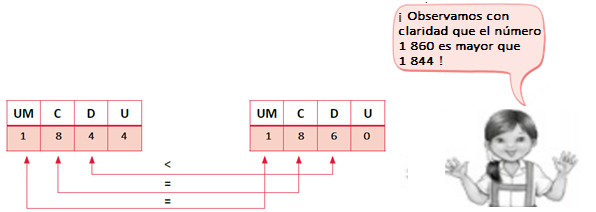 ¡ Observamos con
claridad que el número
1 860 es mayor que
1 844 !
UM C D U
1 8 4 4
UM C D U
1 8 6 0
<
=
=